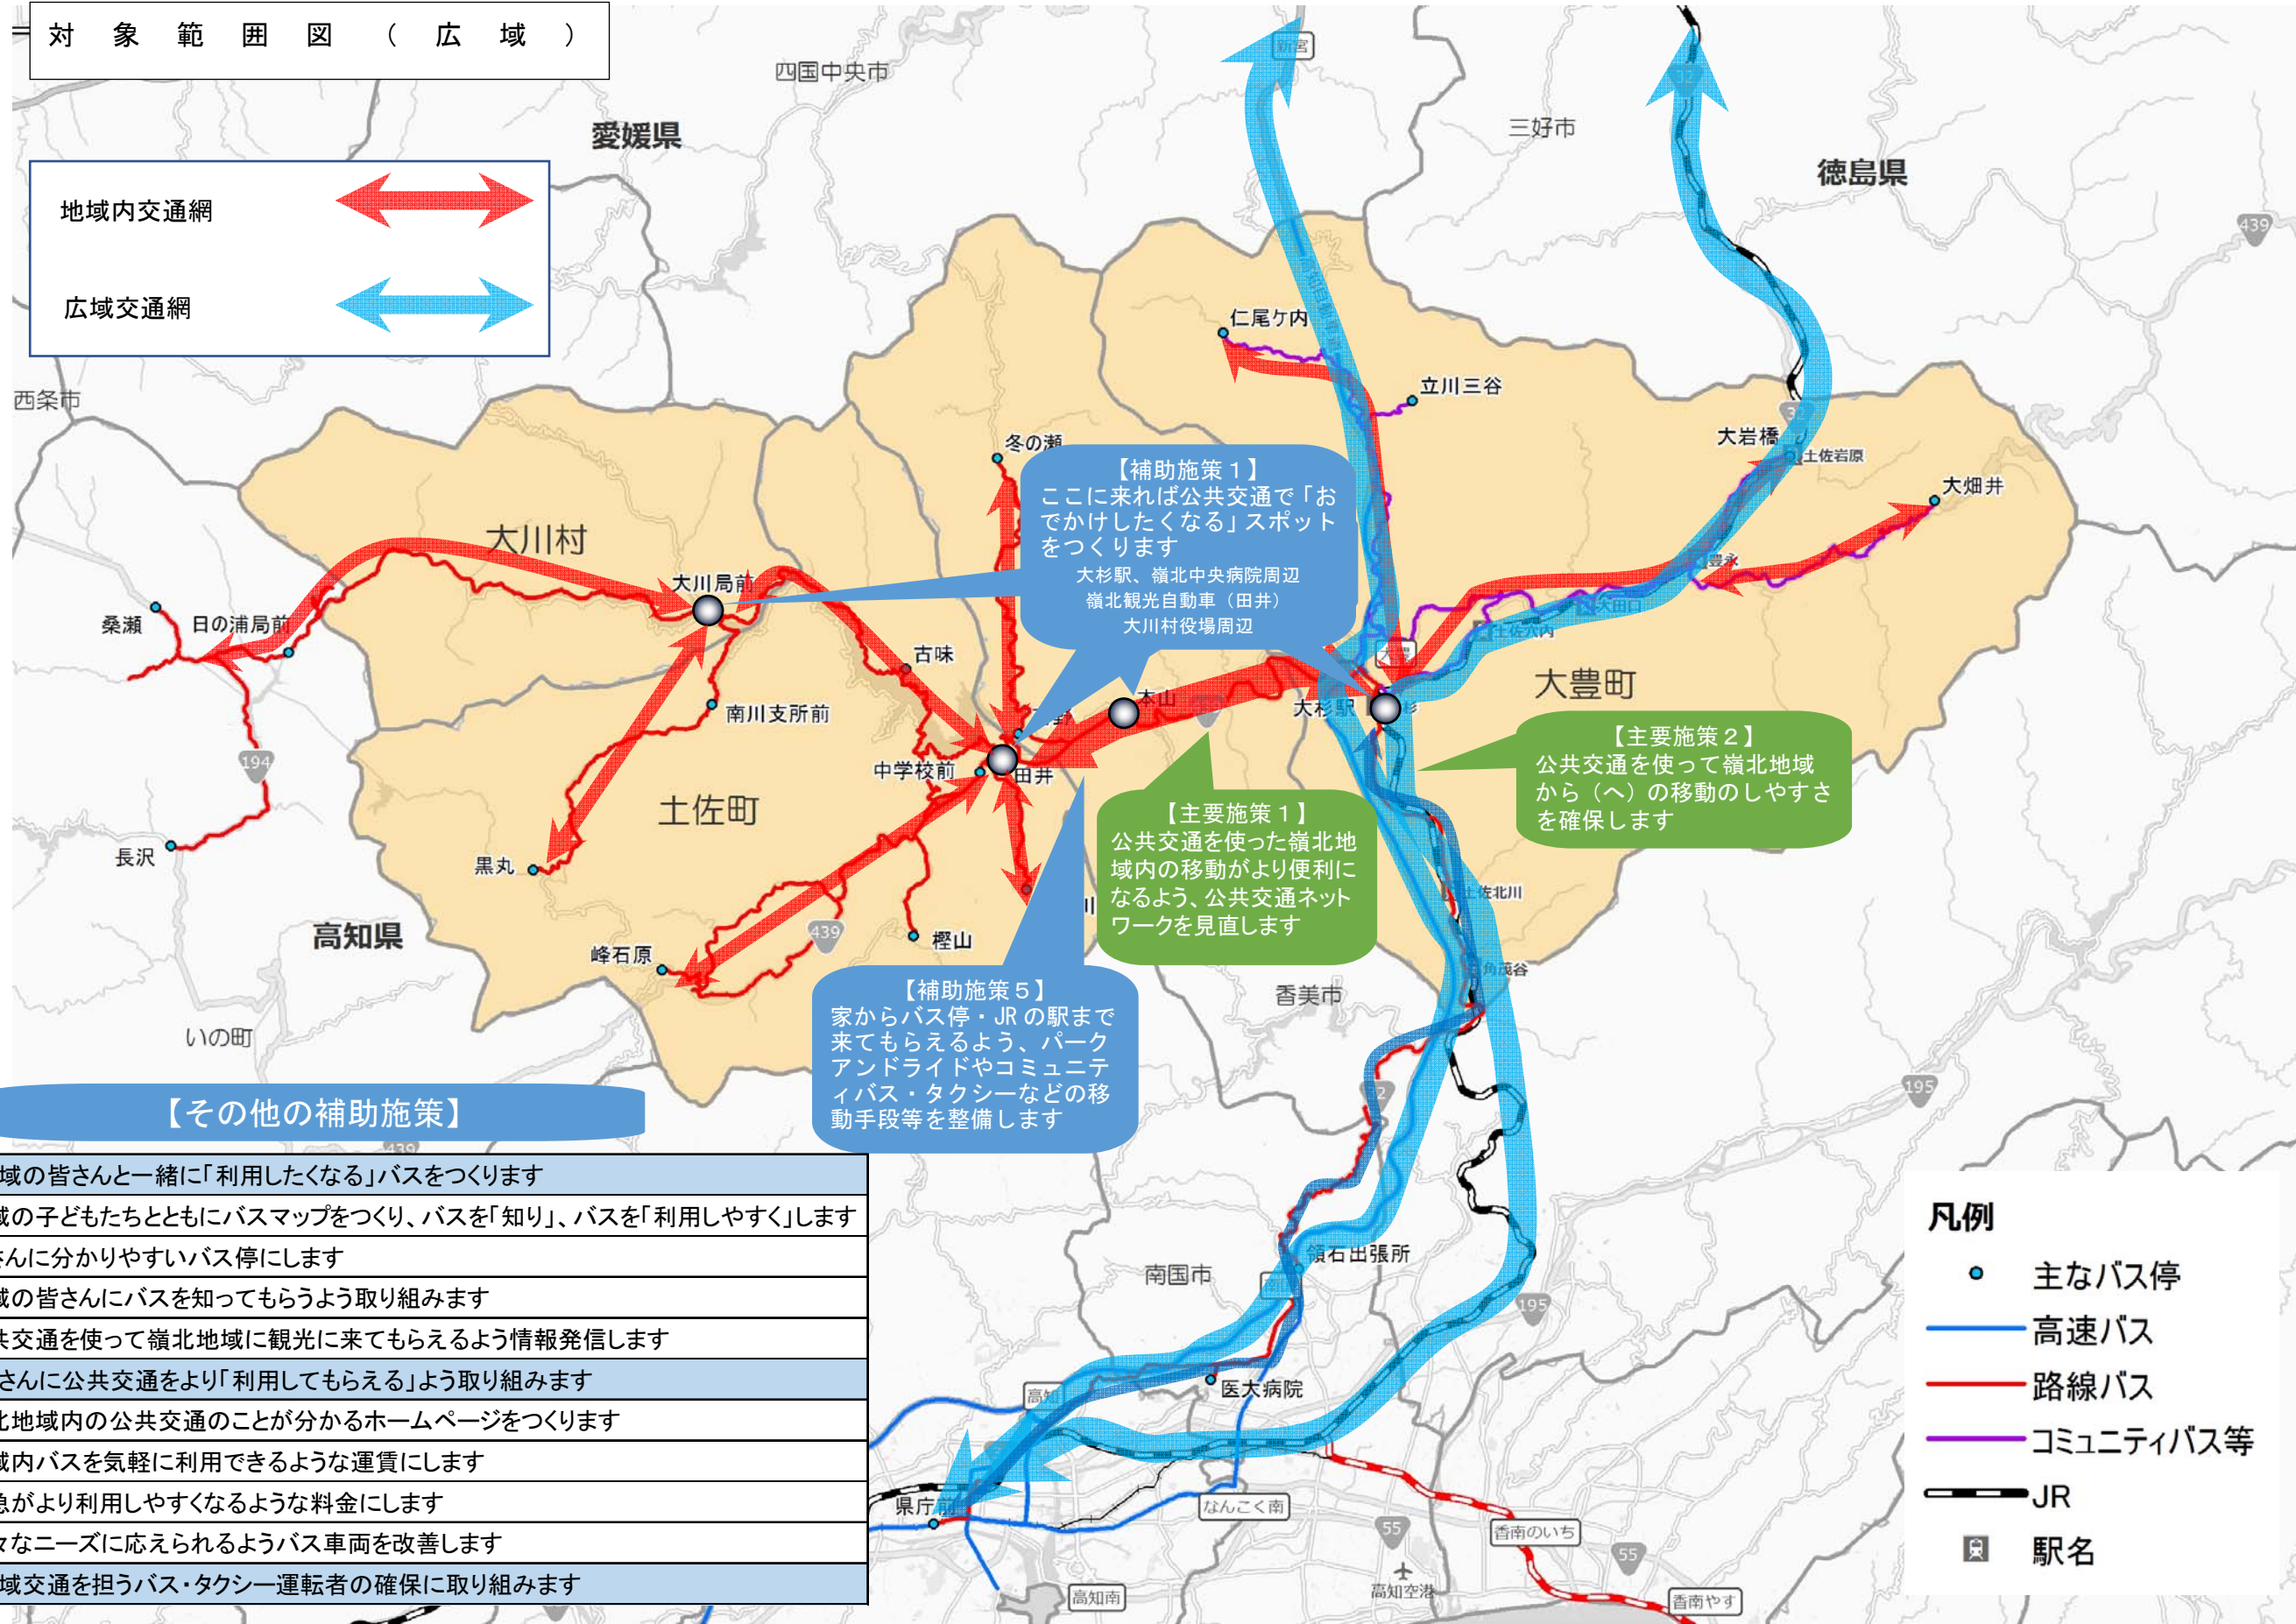 対象範囲図（広域）
地域内交通網
広域交通網
四国中央市
愛媛県
新宮
32
三好市
徳島県
439
西条市
仁尾ケ内
立川三谷
32
大岩橋
土佐岩原
大畑井
冬の瀬
豊永
大田口
土佐穴内
大川村
大川局前
桑瀬
日の浦局前
古味
南川支所前
本山
大杉駅
大豊町
中学校前
田井
土佐町
194
長沢
黒丸
高知県
峰石原
439
樫山
いの町
土佐北川
角茂谷
香美市
【補助施策１】
ここに来れば公共交通で「お
でかけしたくなる」スポット
をつくります
大杉駅、嶺北中央病院周辺
嶺北観光自動車（田井）
大川村役場周辺
【主要施策２】
公共交通を使って嶺北地域
から（へ）の移動のしやすさ
を確保します
【主要施策１】
公共交通を使った嶺北地
域内の移動がより便利に
なるよう、公共交通ネット
ワークを見直します
【補助施策５】
家からバス停・JRの駅まで
来てもらえるよう、パーク
アンドライドやコミュニテ
ィバス・タクシーなどの移
動手段等を整備します
【その他の補助施策】
439
域の皆さんと一緒に「利用したくなる」バスをつくります
域の子どもたちとともにバスマップをつくり、バスを「知り」、バスを「利用しやすく」します
さんに分かりやすいバス停にします
域の皆さんにバスを知ってもらうよう取り組みます
共交通を使って嶺北地域に観光に来てもらえるよう情報発信します
さんに公共交通をより「利用してもらえる」よう取り組みます
北地域内の公共交通のことが分かるホームページをつくります
域内バスを気軽に利用できるような運賃にします
急がより利用しやすくなるような料金にします
々なニーズに応えられるようバス車両を改善します
域交通を担うバス・タクシー運転者の確保に取り組みます
195
195
領石出張所
南国市
医大病院
高知
県庁前
なんこく南
55
香南のいち
55
高知空港
高知南
香南やす
凡例
主なバス停
高速バス
路線バス
コミュニティバス等
JR
駅名